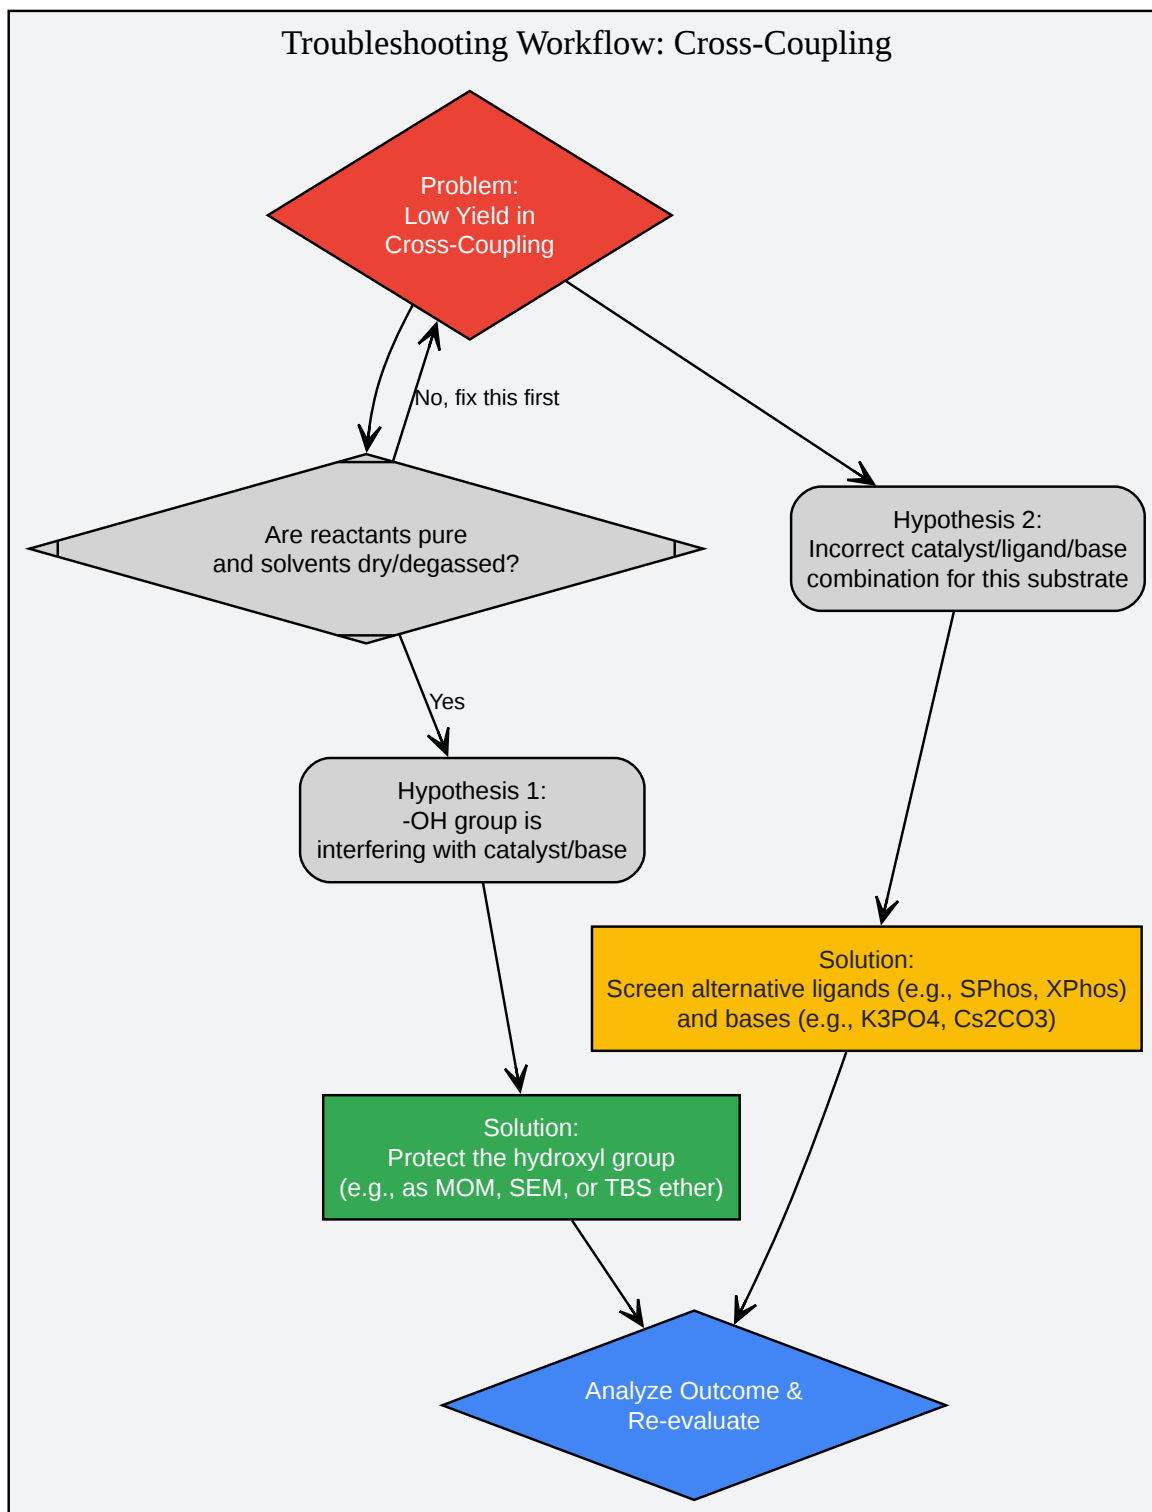 Troubleshooting Workflow: Cross-Coupling
Problem:
Low Yield in
Cross-Coupling
No, fix this first
Are reactants pure
and solvents dry/degassed?
Hypothesis 2:
Incorrect catalyst/ligand/base
combination for this substrate
Yes
Hypothesis 1:
-OH group is
interfering with catalyst/base
Solution:
Screen alternative ligands (e.g., SPhos, XPhos)
and bases (e.g., K3PO4, Cs2CO3)
Solution:
Protect the hydroxyl group
(e.g., as MOM, SEM, or TBS ether)
Analyze Outcome &
Re-evaluate